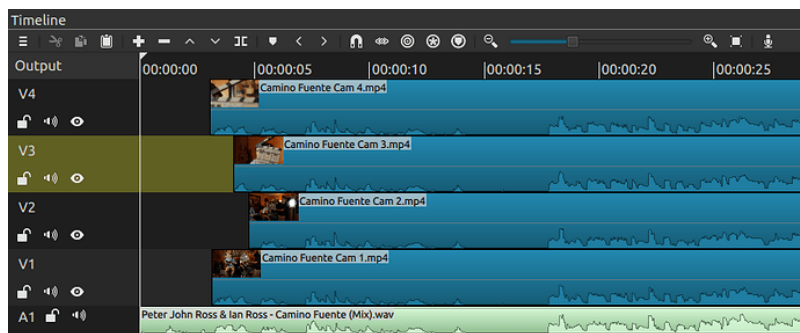 Timeline
Output
00:00:00
00:00:05
00:00:10
00:00:15
00:00:20
00:00:25
V4
Camino Fuente Cam 4.mp4
V3
Camino Fuente Cam 3.mp4
V2
Camino Fuente Cam 2.mp4
V1
Camino Fuente Cam 1.mp4
A1
Peter John Ross & Ian Ross - Camino Fuente (Mix).wav